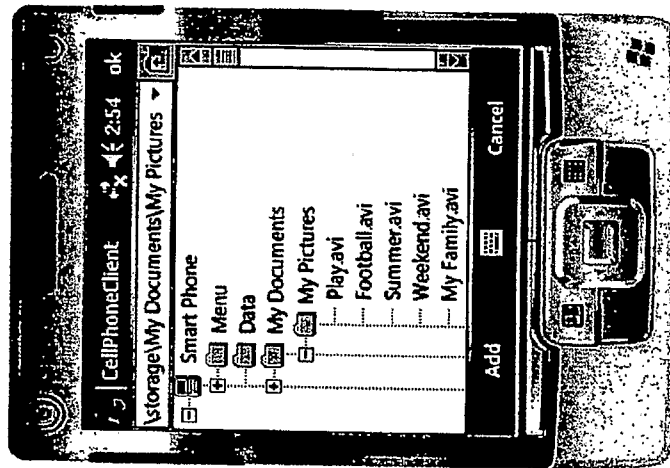 CellPhoneClient 2:54 ok
\storage\My Documents\My Pictures
Smart Phone
Menu
Data
My Documents
My Pictures
Play.avi
Football.avi
Summer.avi
Weekend.avi
My Family.avi
Add Cancel